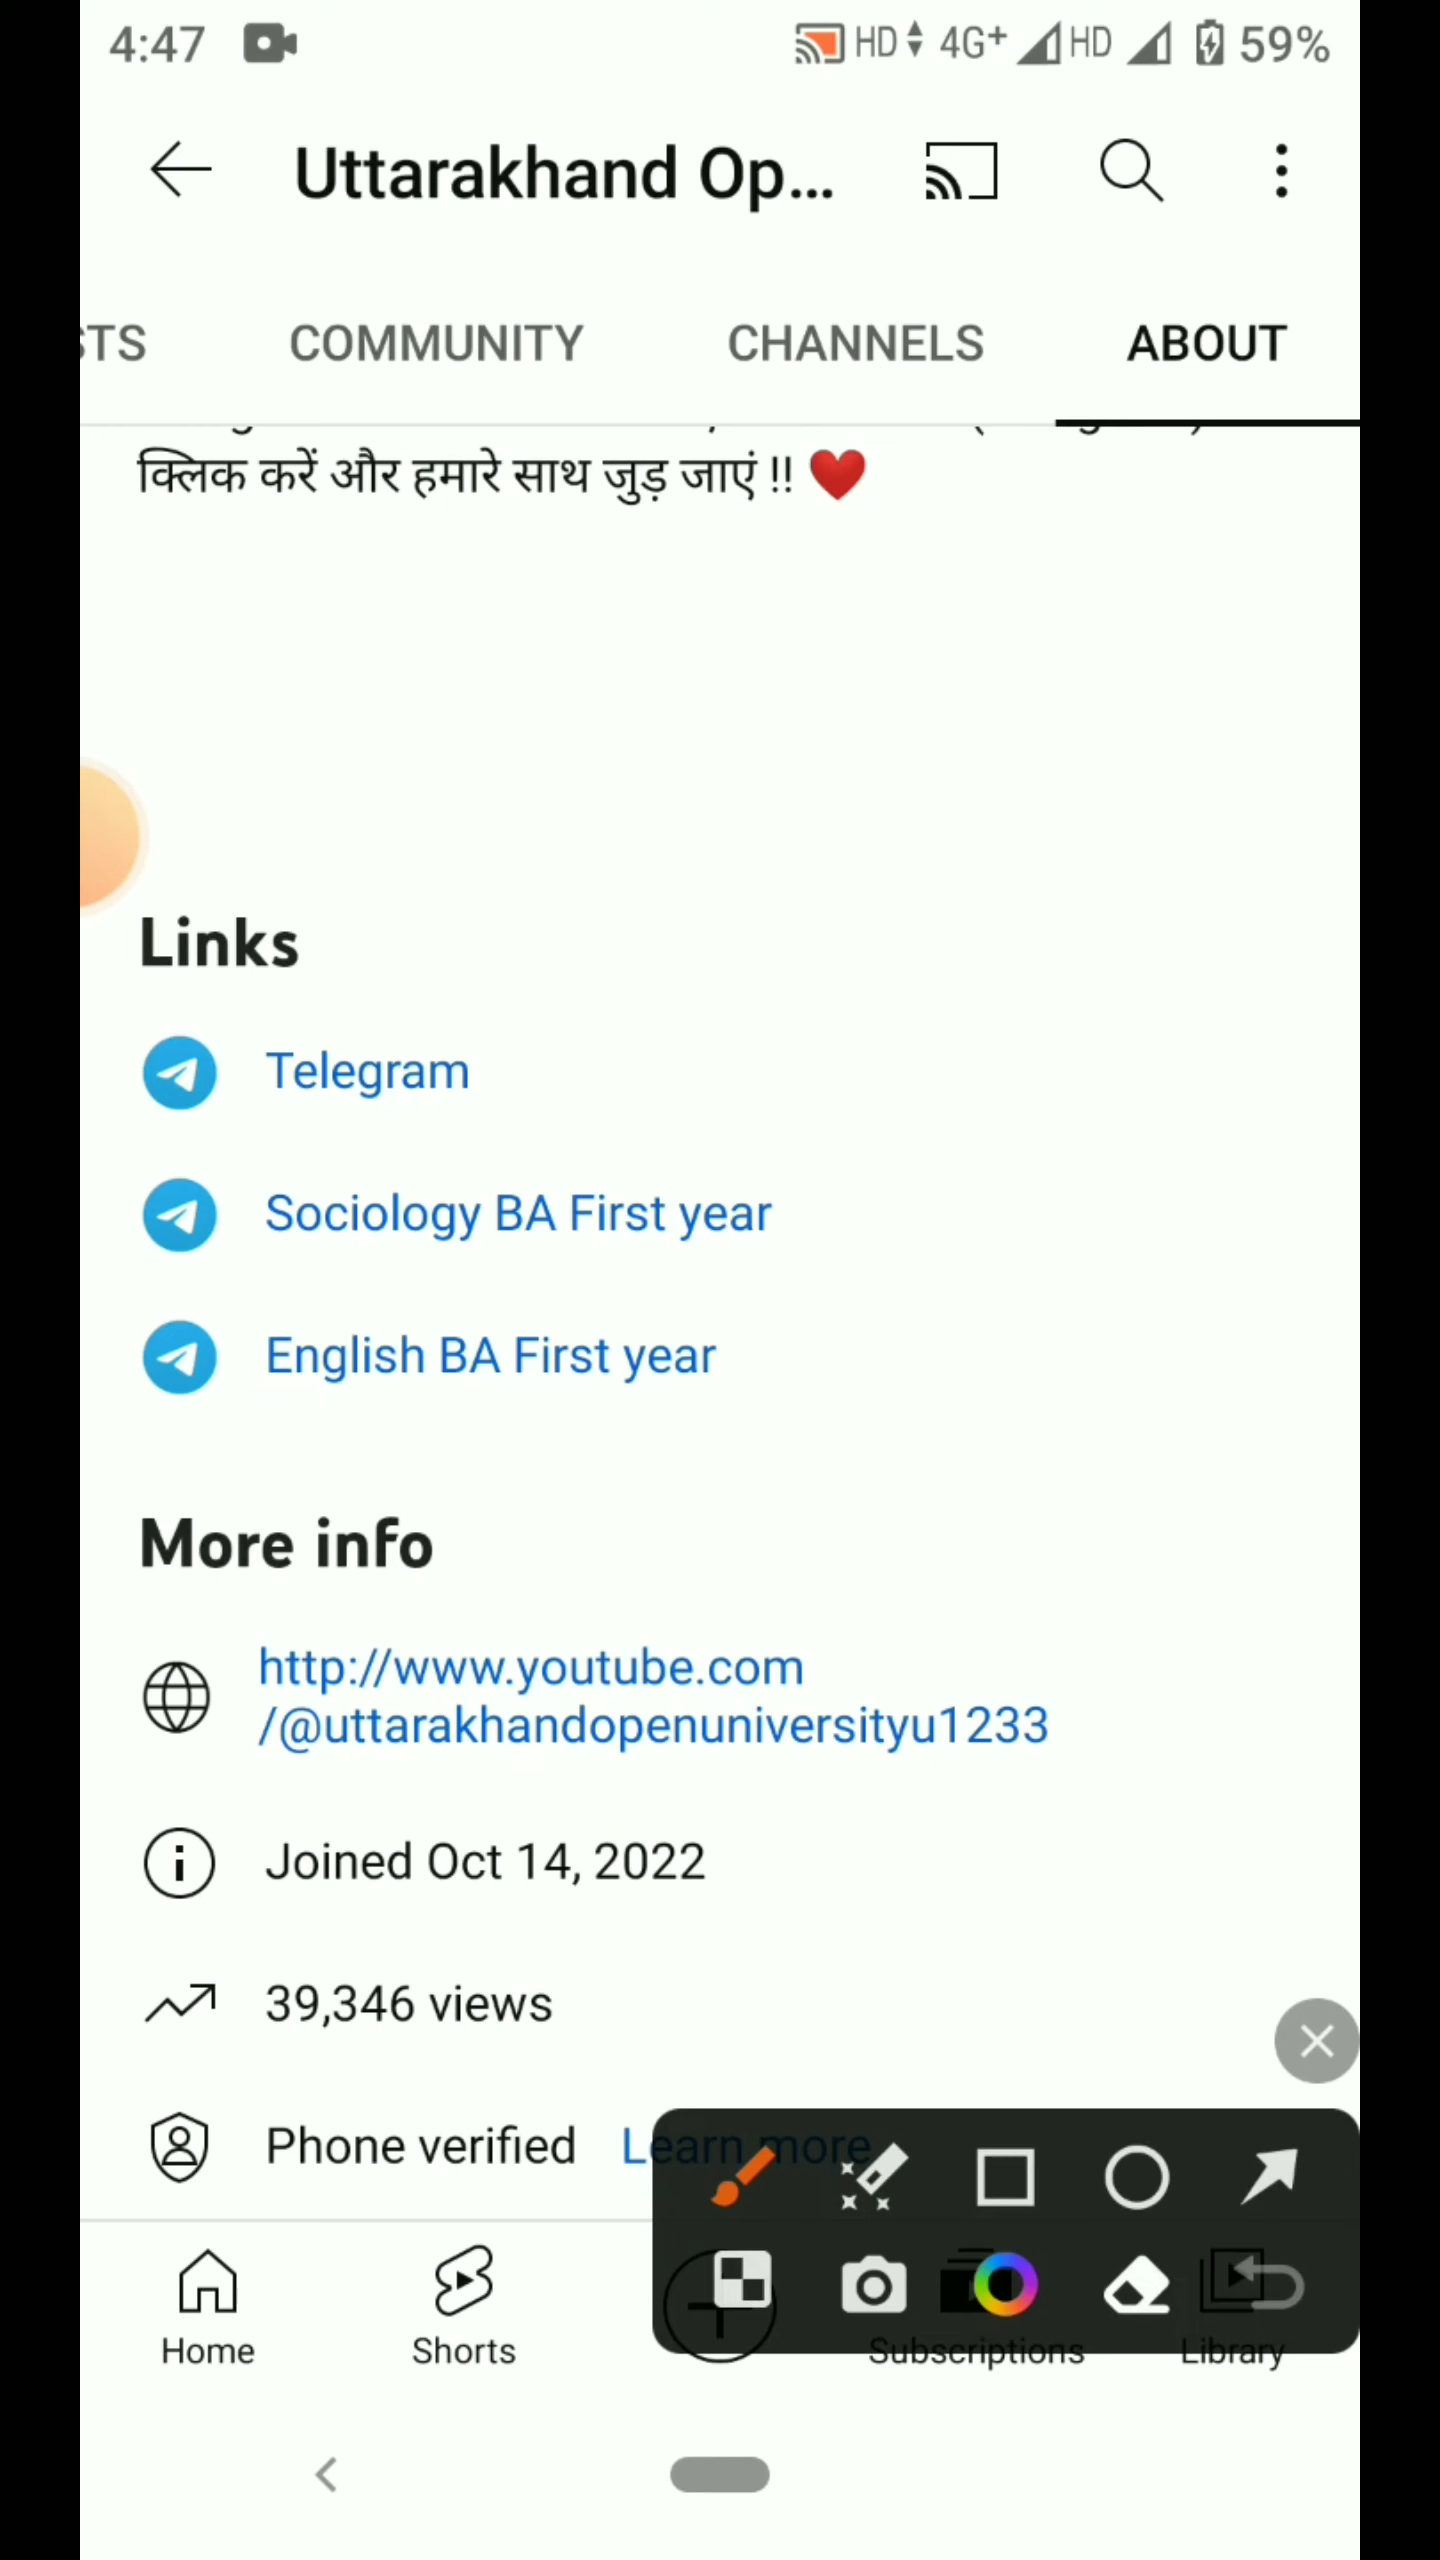 4:47 HD 4G+ HD 59%
Uttarakhand Op...
STS COMMUNITY CHANNELS ABOUT
क्लिक करें और हमारे साथ जुड़ जाएं !! ❤️
Links
Telegram
Sociology BA First year
English BA First year
More info
http://www.youtube.com
/@uttarakhandopenuniversityu1233
Joined Oct 14, 2022
39,346 views
Phone verified Learn more
Home Shorts Subscriptions Library